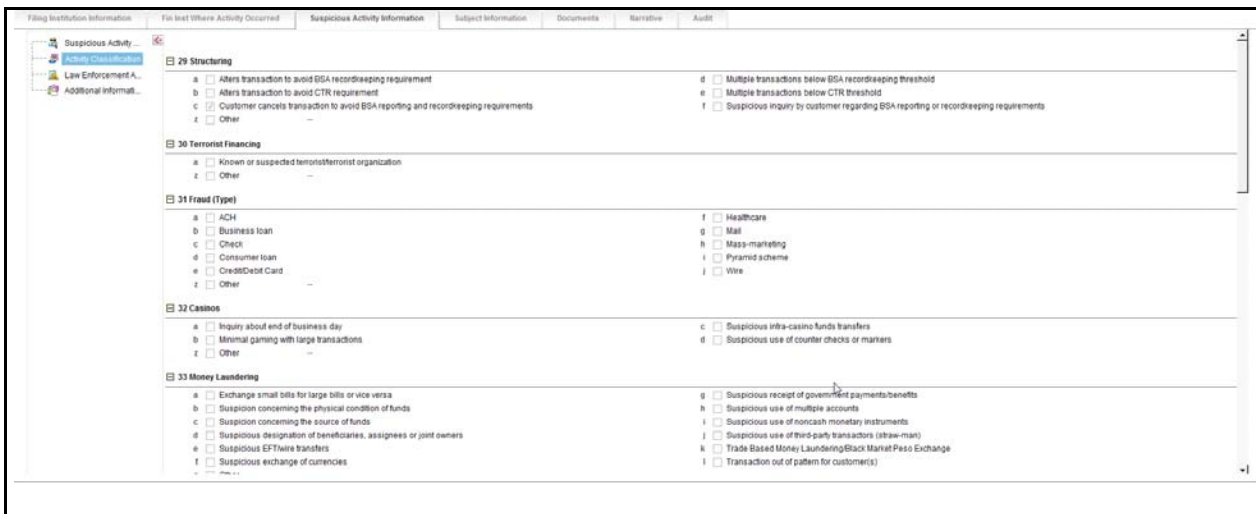 Filing Institution Information Fin Inst Where Activity Occurred Suspicious Activity Information Subject Information Documents Narrative Audit
Suspicious Activity ...
Activity Classification
Law Enforcement A...
Additional Informati...
29 Structuring
a Alters transaction to avoid BSA recordkeeping requirement
b Alters transaction to avoid CTR requirement
c Customer cancels transaction to avoid BSA reporting and recordkeeping requirements
z Other --
d Multiple transactions below BSA recordkeeping threshold
e Multiple transactions below CTR threshold
f Suspicious inquiry by customer regarding BSA reporting or recordkeeping requirements
30 Terrorist Financing
a Known or suspected terrorist/terrorist organization
z Other --
31 Fraud (Type)
a ACH
b Business loan
c Check
d Consumer loan
e Credit/Debit Card
z Other --
f Healthcare
g Mail
h Mass-marketing
i Pyramid scheme
j Wire
32 Casinos
a Inquiry about end of business day
b Minimal gaming with large transactions
z Other --
c Suspicious intra-casino funds transfers
d Suspicious use of counter checks or markers
33 Money Laundering
a Exchange small bills for large bills or vice versa
b Suspicion concerning the physical condition of funds
c Suspicion concerning the source of funds
d Suspicious designation of beneficiaries, assignees or joint owners
e Suspicious EFT/wire transfers
f Suspicious exchange of currencies
g Suspicious receipt of government payments/benefits
h Suspicious use of multiple accounts
i Suspicious use of noncash monetary instruments
j Suspicious use of third-party transactors (straw-man)
k Trade Based Money Laundering/Black Market Peso Exchange
l Transaction out of pattern for customer(s)